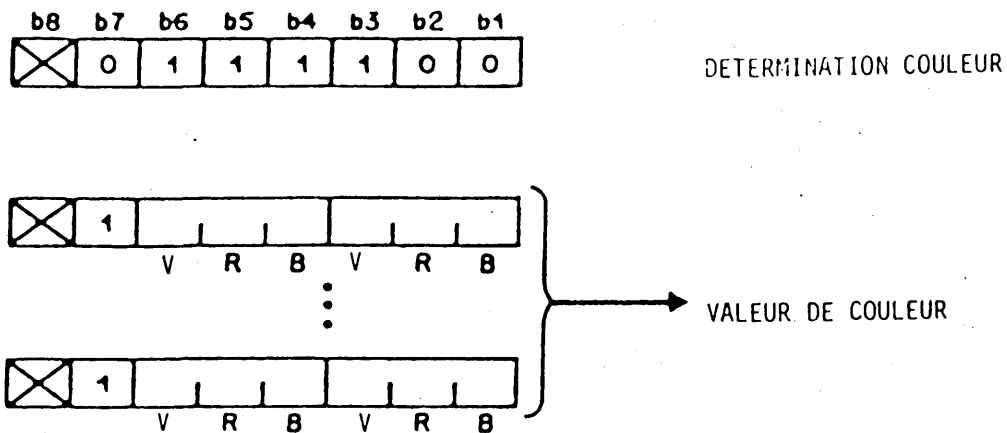 b8 b7 b6 b5 b4 b3 b2 b1
0 1 1 1 1 0 0
DETERMINATION COULEUR
1
V R B V R B
VALEUR DE COULEUR
1
V R B V R B